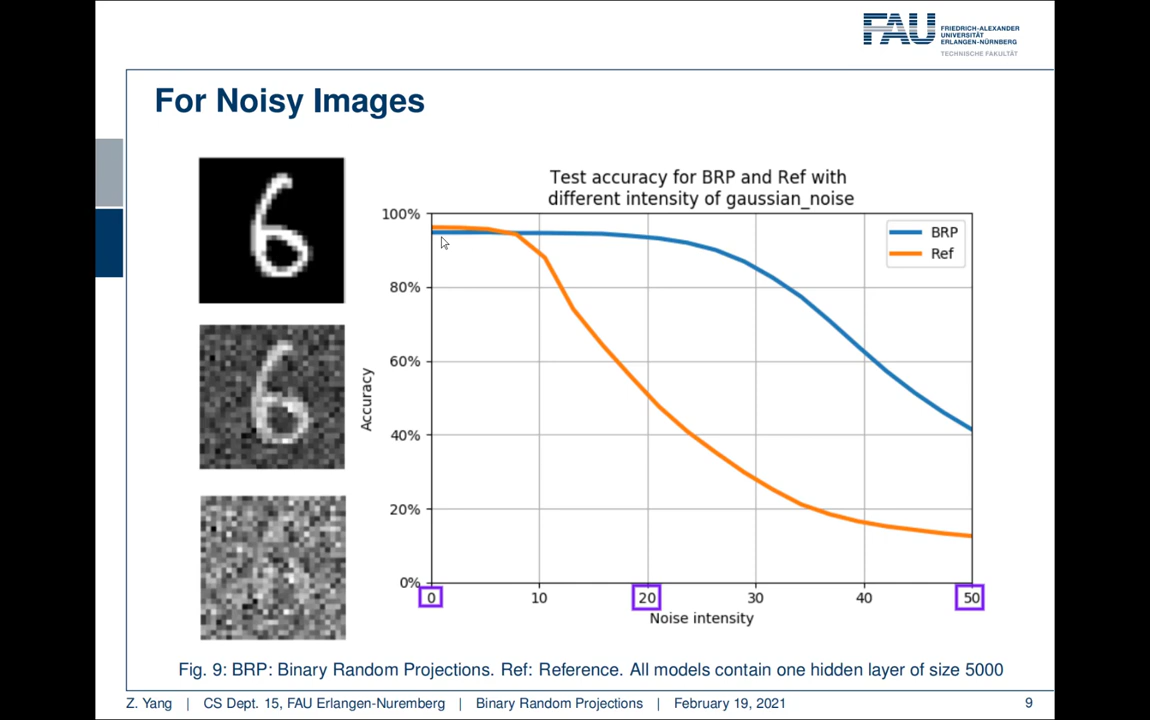 FAU
FRIEDRICH-ALEXANDER
UNIVERSITÄT
ERLANGEN-NÜRNBERG
TECHNISCHE FAKULTÄT
For Noisy Images
Test accuracy for BRP and Ref with
different intensity of gaussian_noise
BRP
Ref
100%
80%
60%
40%
20%
0%
Accuracy
0 10 20 30 40 50
Noise intensity
Fig. 9: BRP: Binary Random Projections. Ref: Reference. All models contain one hidden layer of size 5000
Z. Yang | CS Dept. 15, FAU Erlangen-Nuremberg | Binary Random Projections | February 19, 2021 9
6
6